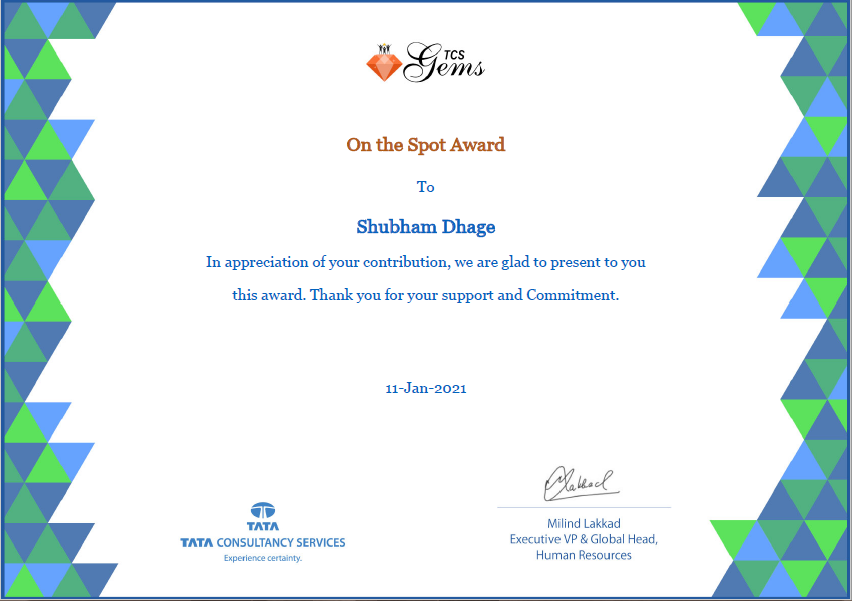 TCS
Gems
On the Spot Award
To
Shubham Dhage
In appreciation of your contribution, we are glad to present to you
this award. Thank you for your support and Commitment.
11-Jan-2021
TATA
TATA CONSULTANCY SERVICES
Experience certainty.
Lakkad
Milind Lakkad
Executive VP & Global Head,
Human Resources